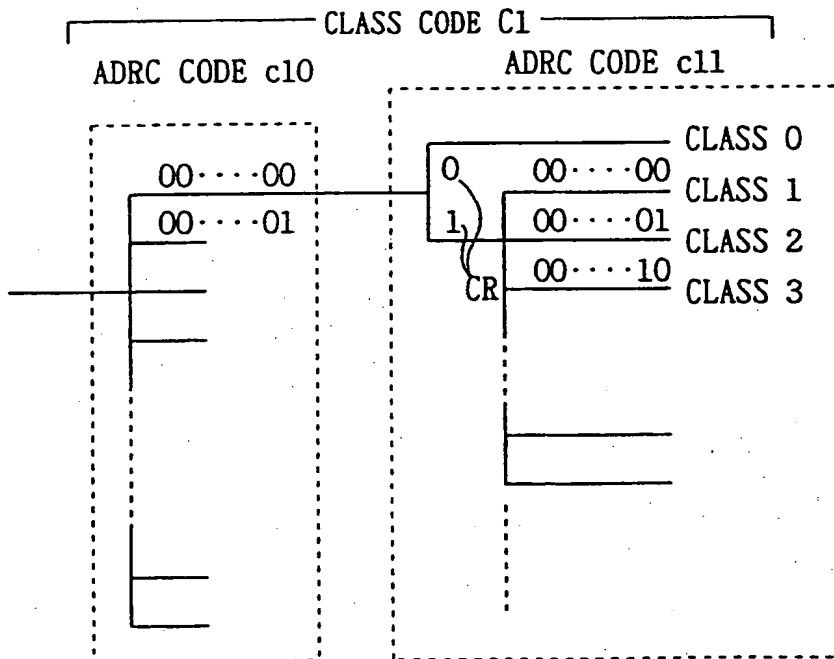 CLASS CODE C1
ADRC CODE c10
ADRC CODE c11
CLASS 0
0
00····00
00····00
CLASS 1
00····01
1
00····01
CLASS 2
CR
00····10
CLASS 3